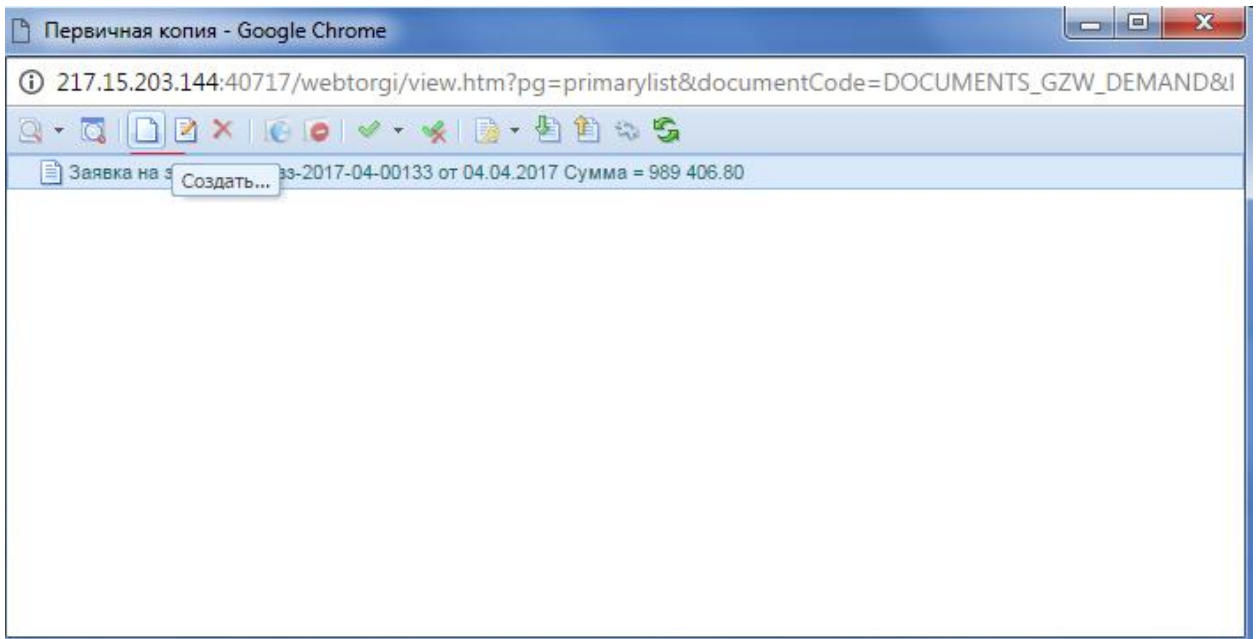 Первичная копия - Google Chrome
217.15.203.144:40717/webtorgi/view.htm?pg=primarylist&documentCode=DOCUMENTS_GZW_DEMAND&I
Заявка на з зз-2017-04-00133 от 04.04.2017 Сумма = 989 406.80
Создать...